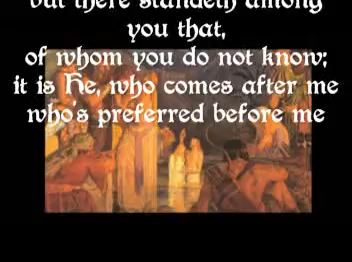 but there standeth among
you that,
of whom you do not know;
it is He, who comes after me
who's preferred before me